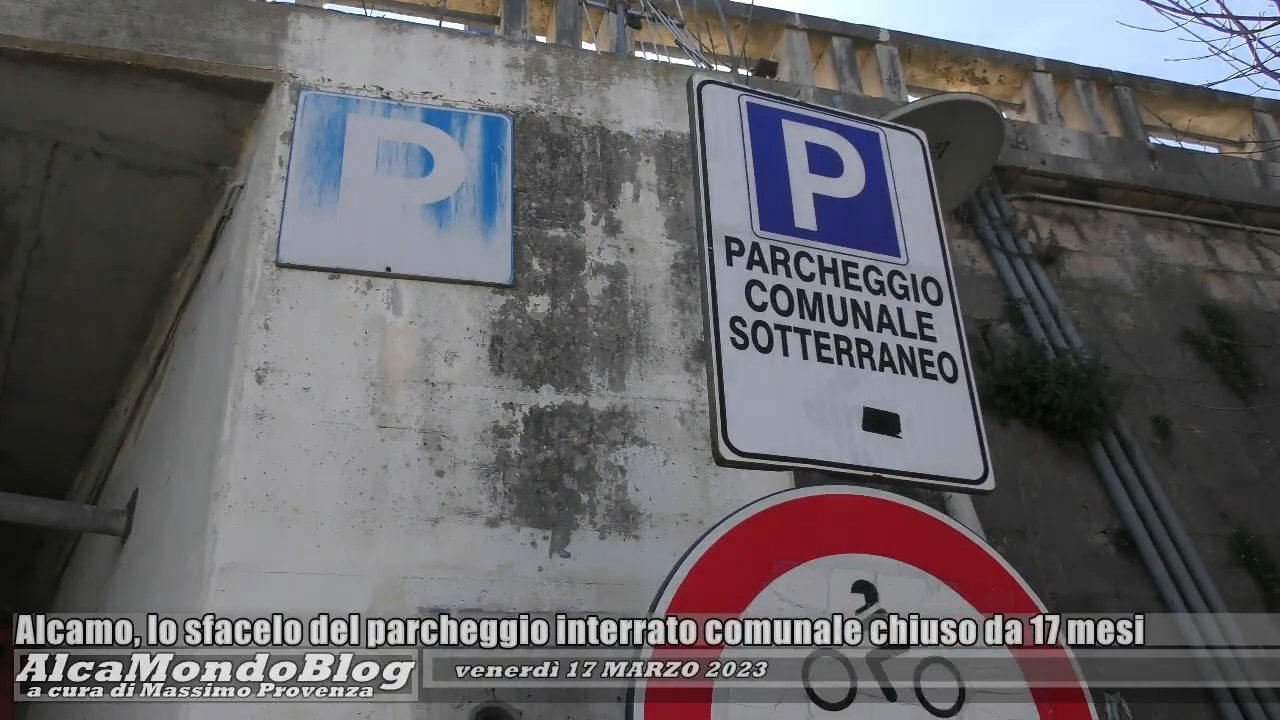 P
P
PARCHEGGIO
COMUNALE
SOTTERRANEO
Alcamo, lo sfacelo del parcheggio interrato comunale chiuso da 17 mesi
AlcaMondoBlog
venerdì 17 MARZO 2023
a cura di Massimo Provenza